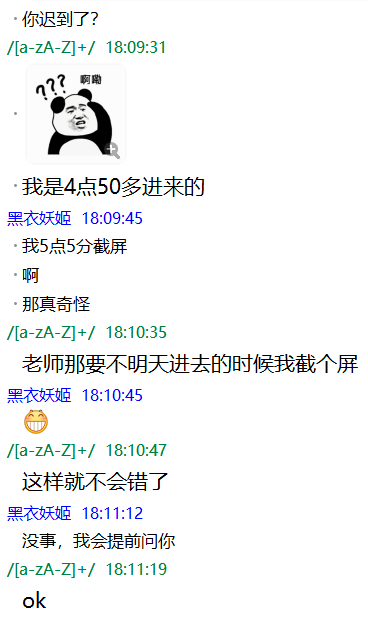 你迟到了?
/[a-zA-Z]+/ 18:09:31
??? 啊嘞
我是4点50多进来的
黑衣妖姬 18:09:45
我5点5分截屏
啊
那真奇怪
/[a-zA-Z]+/ 18:10:35
老师那要不明天进去的时候我截个屏
黑衣妖姬 18:10:45
/[a-zA-Z]+/ 18:10:47
这样就不会错了
黑衣妖姬 18:11:12
没事，我会提前问你
/[a-zA-Z]+/ 18:11:19
ok